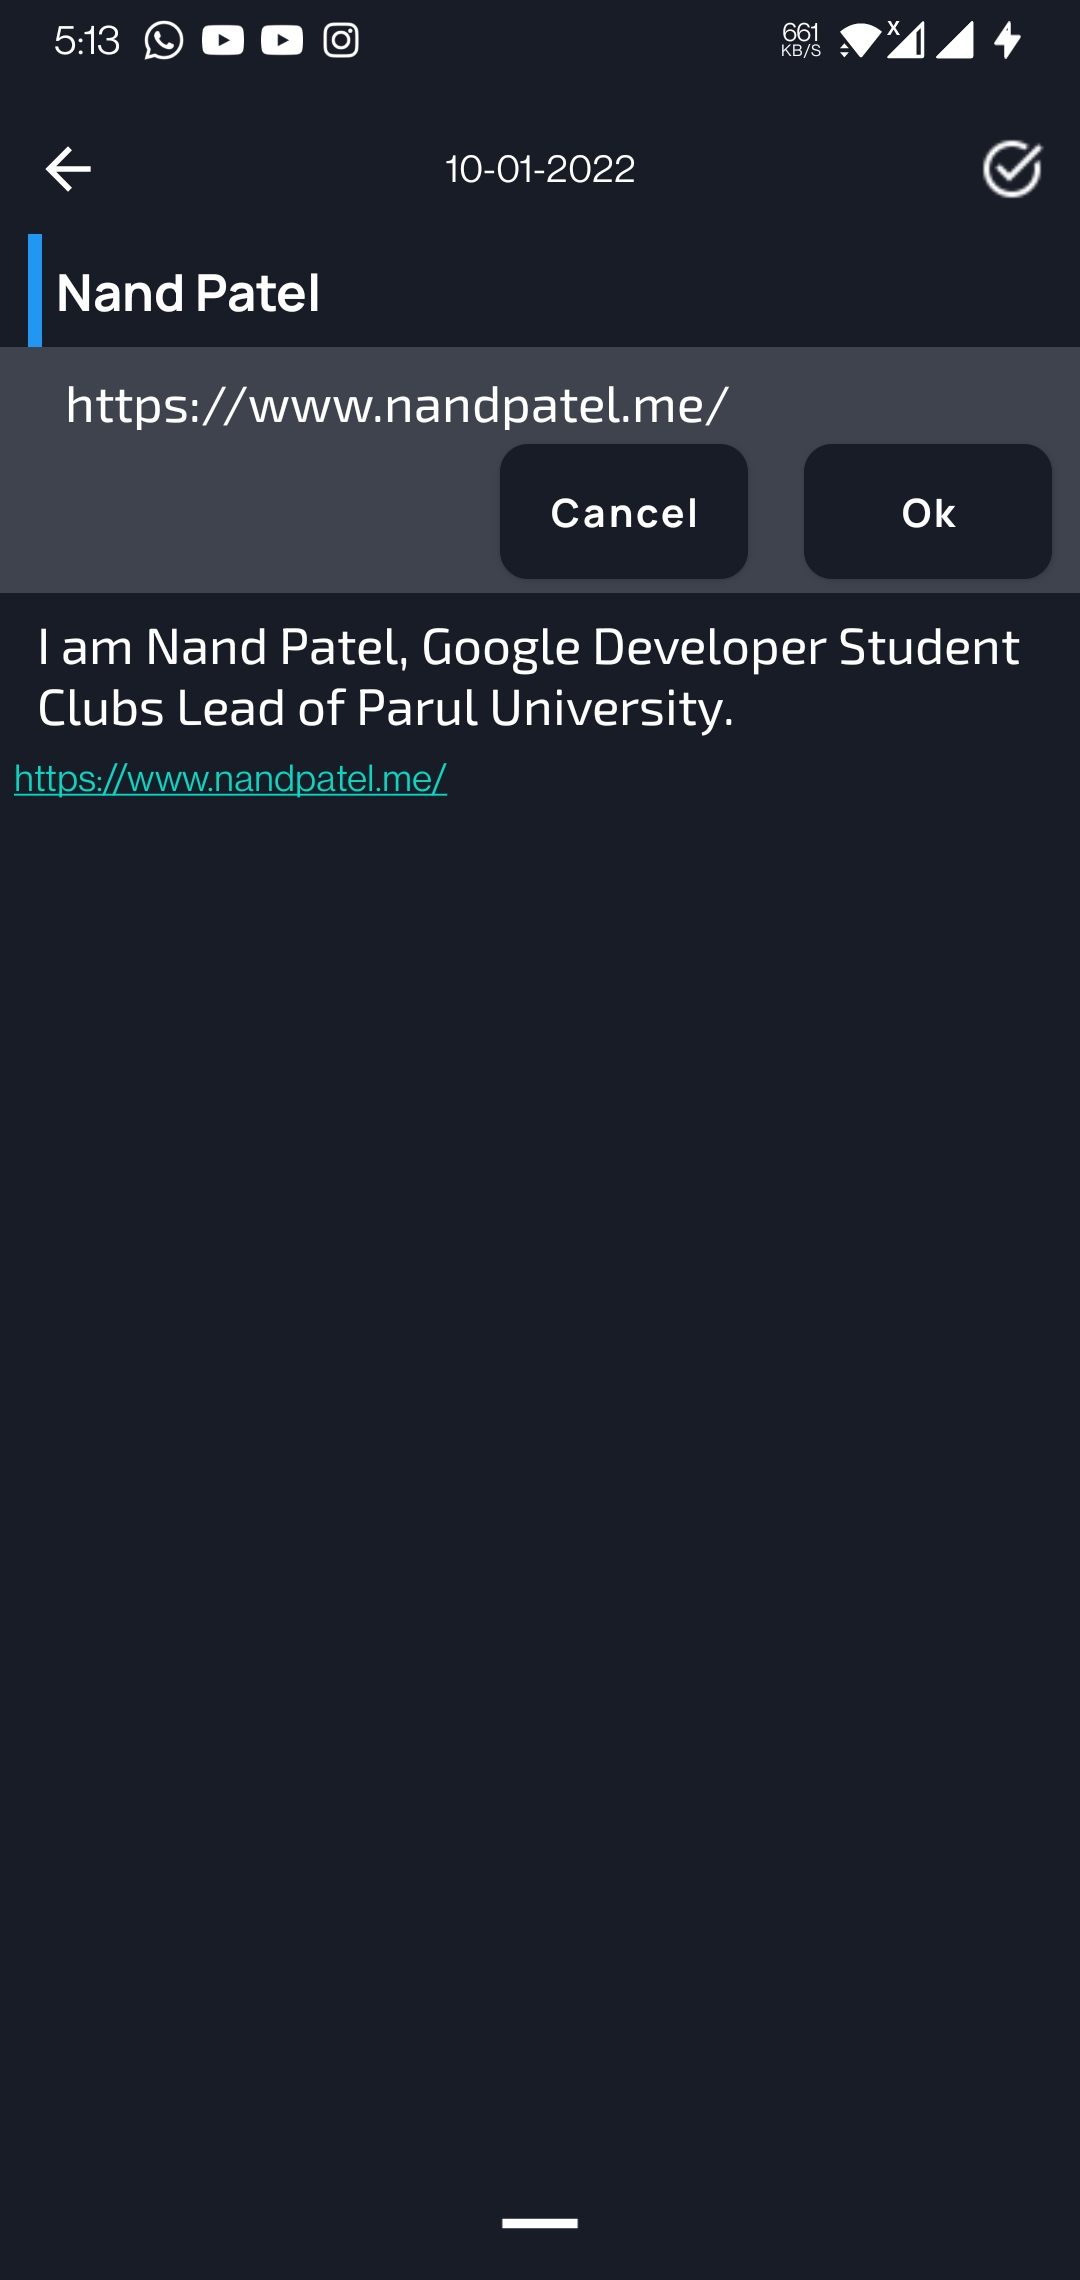 5:13
661
KB/S
X
10-01-2022
Nand Patel
https://www.nandpatel.me/
Cancel
Ok
I am Nand Patel, Google Developer Student
Clubs Lead of Parul University.
https://www.nandpatel.me/